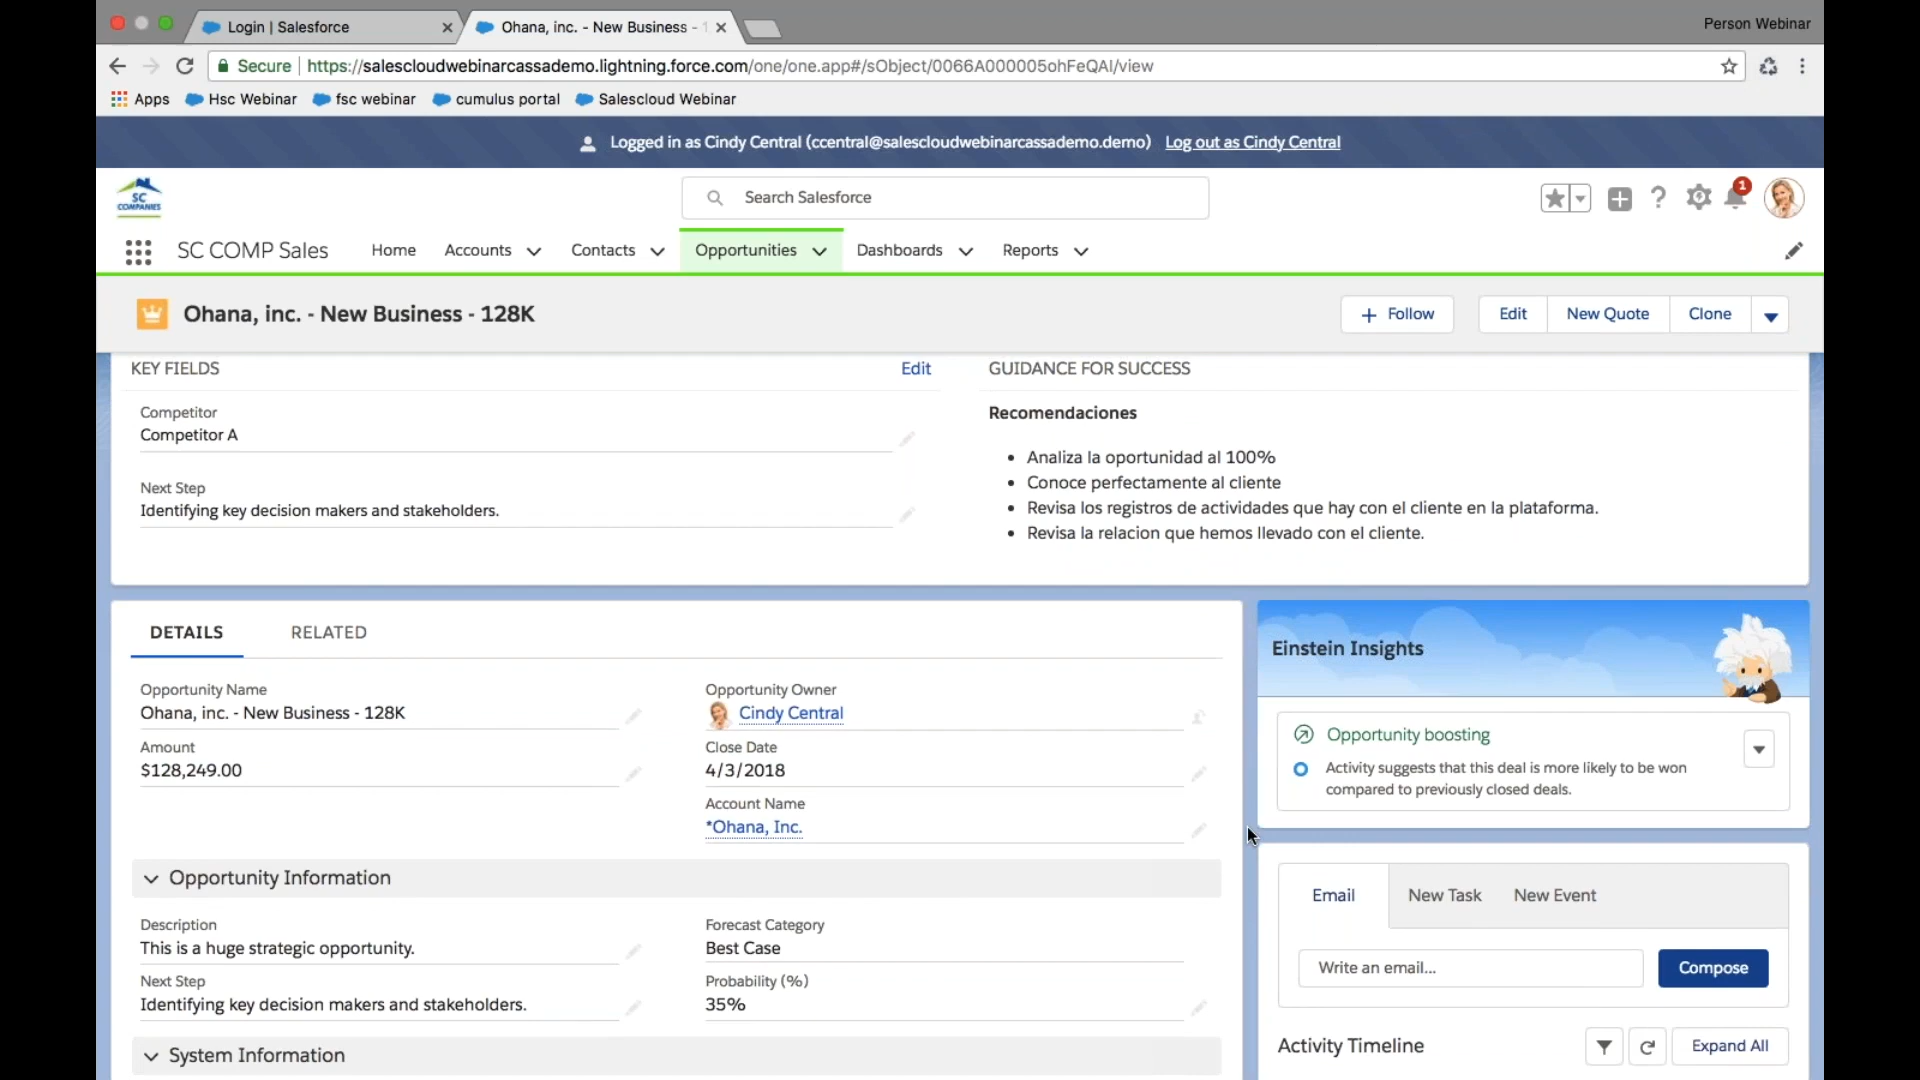 Login | Salesforce
Ohana, inc. - New Business - 1
Person Webinar
Secure
https://salescloudwebinarcassademo.lightning.force.com/one/one.app#/sObject/0066A000005ohFeQAI/view
Apps
Hsc Webinar
fsc webinar
cumulus portal
Salescloud Webinar
Logged in as Cindy Central (ccentral@salescloudwebinarcassademo.demo)
Log out as Cindy Central
SC
COMPANIES
Search Salesforce
1
SC COMP Sales
Home
Accounts
Contacts
Opportunities
Dashboards
Reports
Ohana, inc. - New Business - 128K
Follow
Edit
New Quote
Clone
KEY FIELDS
Edit
Competitor
Competitor A
Next Step
Identifying key decision makers and stakeholders.
GUIDANCE FOR SUCCESS
Recomendaciones
• Analiza la oportunidad al 100%
• Conoce perfectamente al cliente
• Revisa los registros de actividades que hay con el cliente en la plataforma.
• Revisa la relacion que hemos llevado con el cliente.
DETAILS
RELATED
Opportunity Name
Ohana, inc. - New Business - 128K
Opportunity Owner
Cindy Central
Amount
$128,249.00
Close Date
4/3/2018
Account Name
*Ohana, Inc.
Opportunity Information
Description
This is a huge strategic opportunity.
Forecast Category
Best Case
Next Step
Identifying key decision makers and stakeholders.
Probability (%)
35%
System Information
Einstein Insights
Opportunity boosting
Activity suggests that this deal is more likely to be won
compared to previously closed deals.
Email
New Task
New Event
Write an email...
Compose
Activity Timeline
Expand All